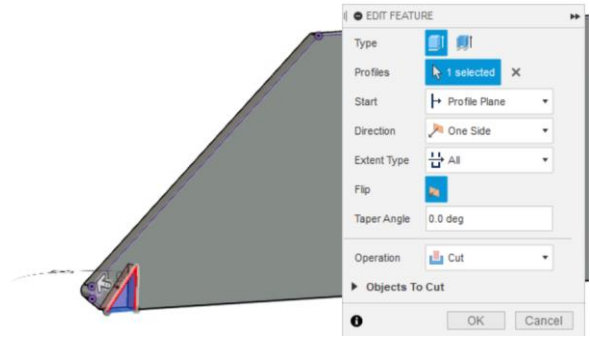 EDIT FEATURE
Type
Profiles 1 selected
Start Profile Plane
Direction One Side
Extent Type All
Flip
Taper Angle 0.0 deg
Operation Cut
Objects To Cut
OK Cancel